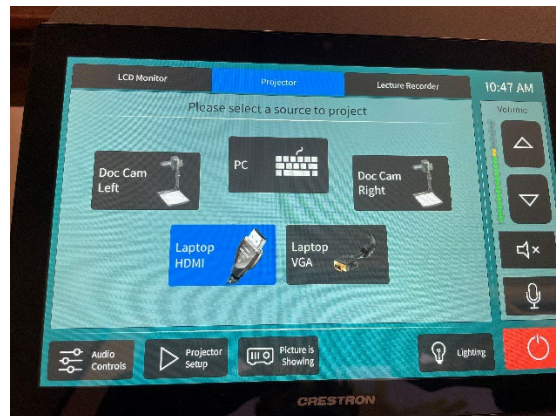 LCD Monitor
Projector
Lecture Recorder
10:47 AM
Please select a source to project
Volume
Doc Cam
Left
PC
Doc Cam
Right
Laptop
HDMI
Laptop
VGA
Audio
Controls
Projector
Setup
Picture is
Showing
Lighting
CRESTRON